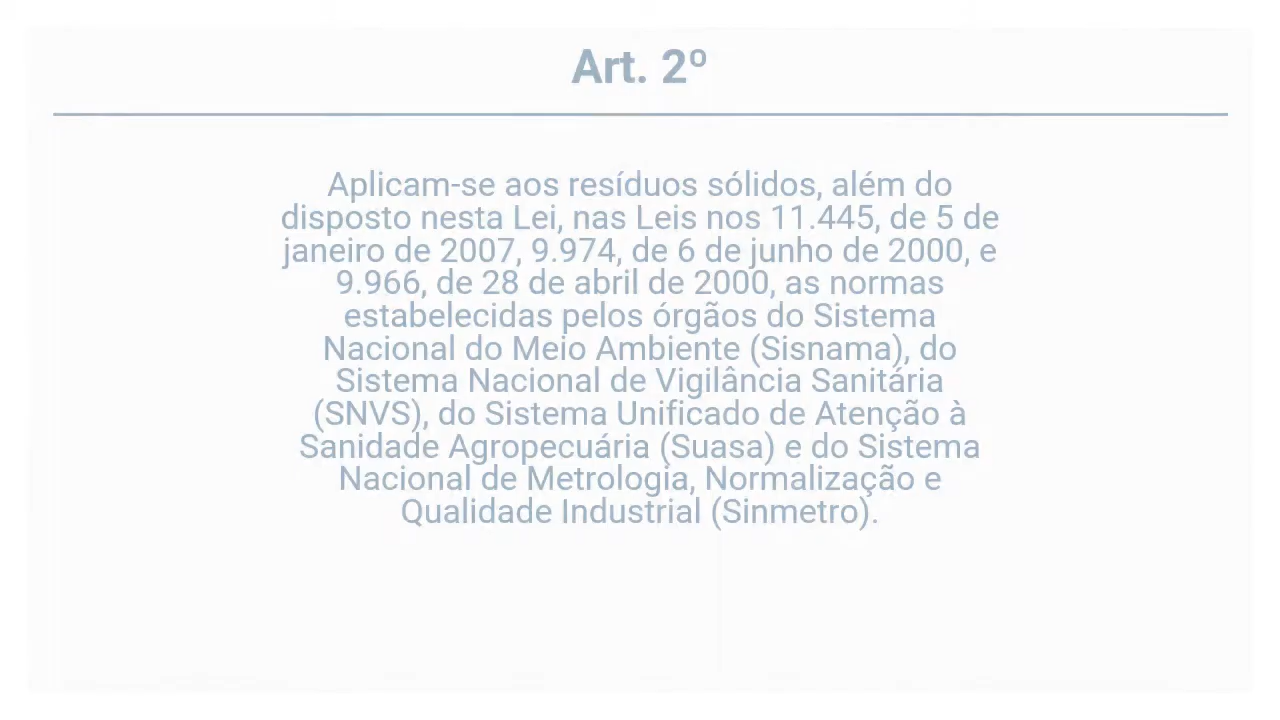 Art. 2º
Aplicam-se aos resíduos sólidos, além do
disposto nesta Lei, nas Leis nos 11.445, de 5 de
janeiro de 2007, 9.974, de 6 de junho de 2000, e
9.966, de 28 de abril de 2000, as normas
estabelecidas pelos órgãos do Sistema
Nacional do Meio Ambiente (Sisnama), do
Sistema Nacional de Vigilância Sanitária
(SNVS), do Sistema Unificado de Atenção à
Sanidade Agropecuária (Suasa) e do Sistema
Nacional de Metrologia, Normalização e
Qualidade Industrial (Sinmetro).